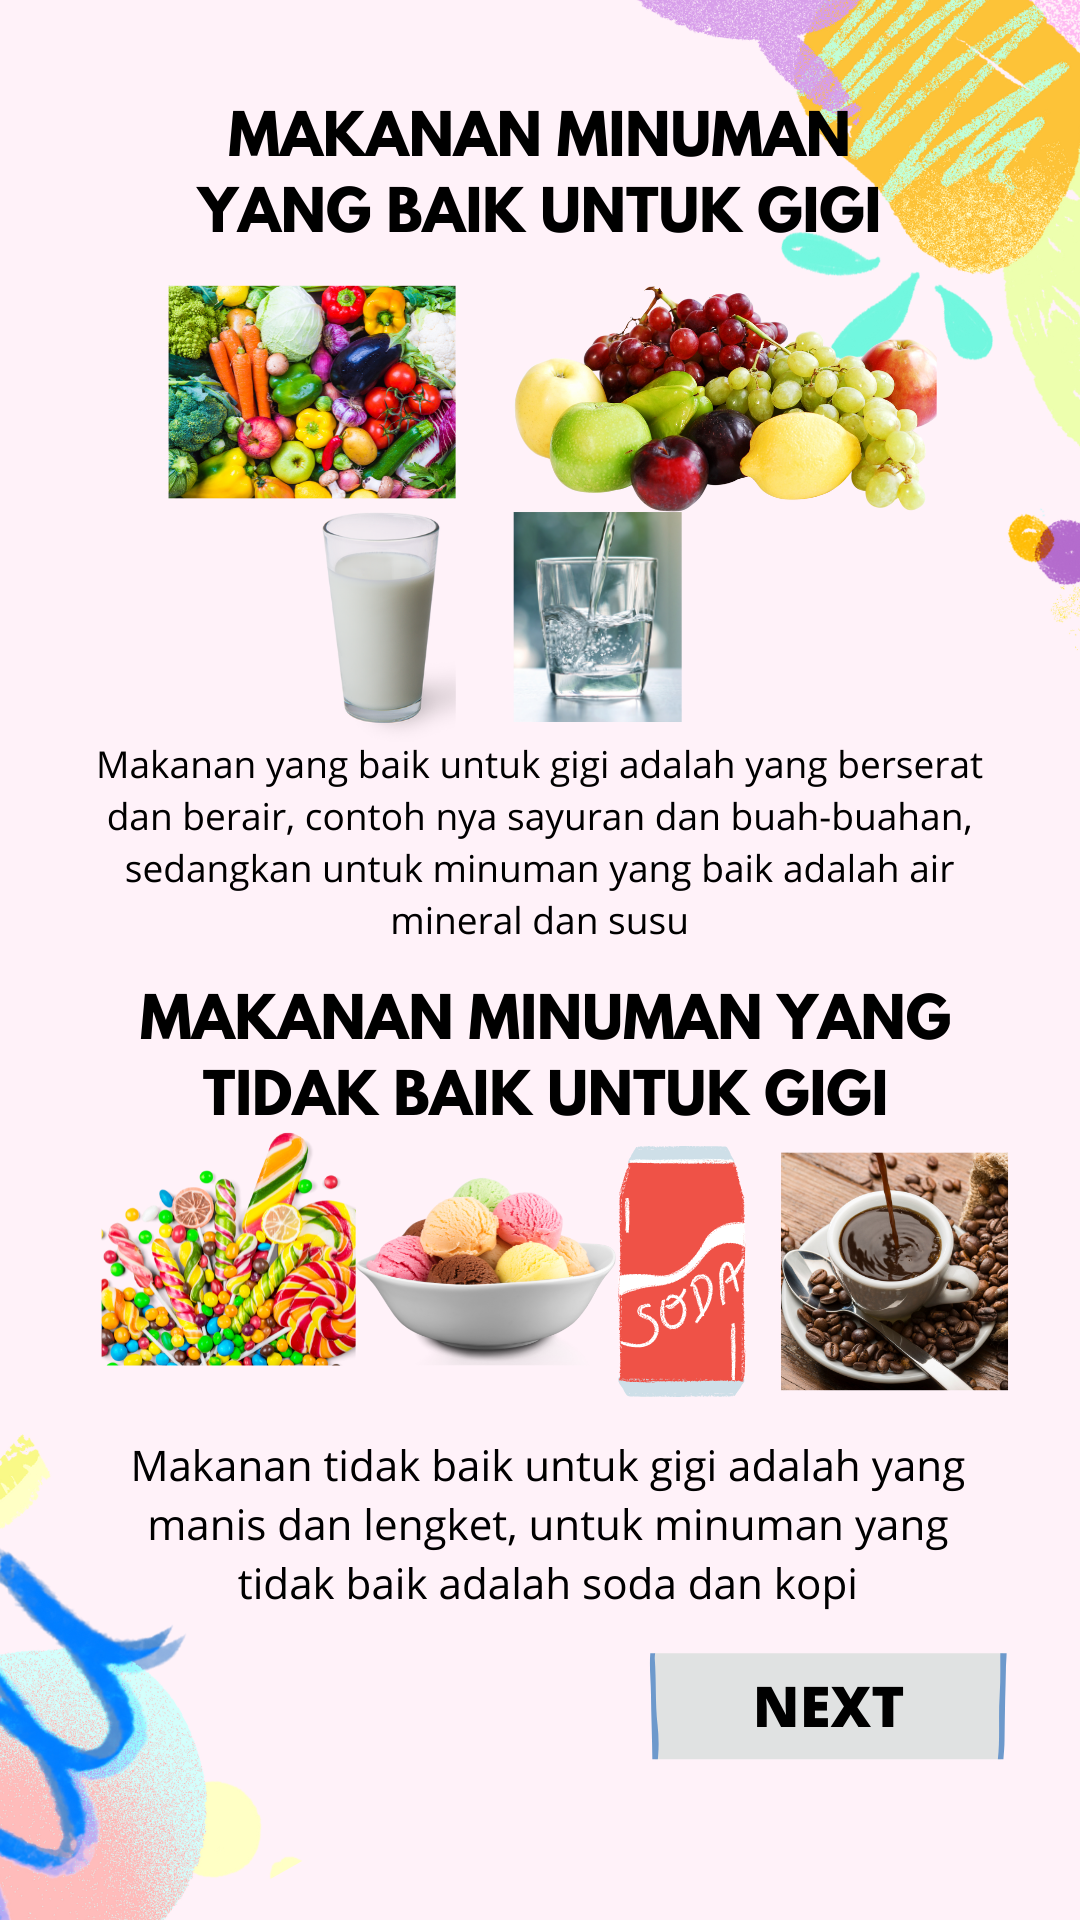 MAKANAN MINUMAN
YANG BAIK UNTUK GIGI
Makanan yang baik untuk gigi adalah yang berserat
dan berair, contoh nya sayuran dan buah-buahan,
sedangkan untuk minuman yang baik adalah air
mineral dan susu
MAKANAN MINUMAN YANG
TIDAK BAIK UNTUK GIGI
SODA
Makanan tidak baik untuk gigi adalah yang
manis dan lengket, untuk minuman yang
tidak baik adalah soda dan kopi
NEXT